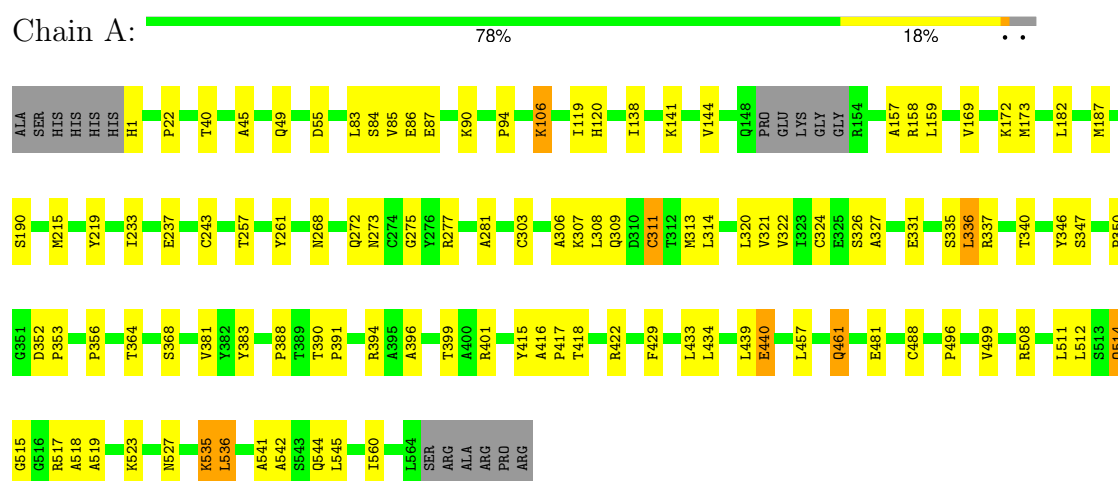 Chain A:
78% 18% • •
ALA SER HIS HIS HIS HIS H1 P22 T40 A45 Q49 D55 L83 S84 V85 E86 E87 K90 P94 K106 I119 H120 I138 K141 V144 Q148 PRO GLU LYS GLY GLY R154 A157 R158 L159 V169 K172 M173 L182 M187
S190 M215 Y219 I233 E237 C243 T257 Y261 N268 Q272 N273 C274 G275 Y276 R277 A281 C303 A306 K307 L308 Q309 D310 C311 T312 M313 L314 L320 V321 V322 I323 C324 E325 S326 A327 E331 S335 L336 R337 T340 Y346 S347
G351 D352 P353 P356 T364 S368 V381 Y382 Y383 P388 T389 T390 P391 R394 A395 A396 T399 A400 R401 Y415 A416 P417 T418 R422 F429 L433 L434 L439 E440 L457 Q461 E481 C488 P496 V499 R508 L511 L512 S513
G515 G516 R517 A518 A519 K523 N527 K535 L536 A541 A542 S543 Q544 L545 I560 L564 SER ARG ALA ARG PRO ARG